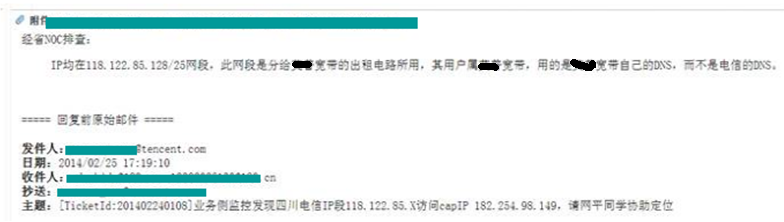 附件
经省NOC排查:
IP均在118.122.85.128/25网段，此网段是分给宽带的出租电路所用，其用户属宽带，用的是宽带自己的DNS，而不是电信的DNS。
===== 回复前原始邮件 =====
发件人: @tencent.com
日期: 2014/02/25 17:19:10
收件人: cn
抄送:
主题: [TicketId:201402240108]业务侧监控发现四川电信IP段118.122.85.X访问capIP 182.254.98.149，请网平同学协助定位